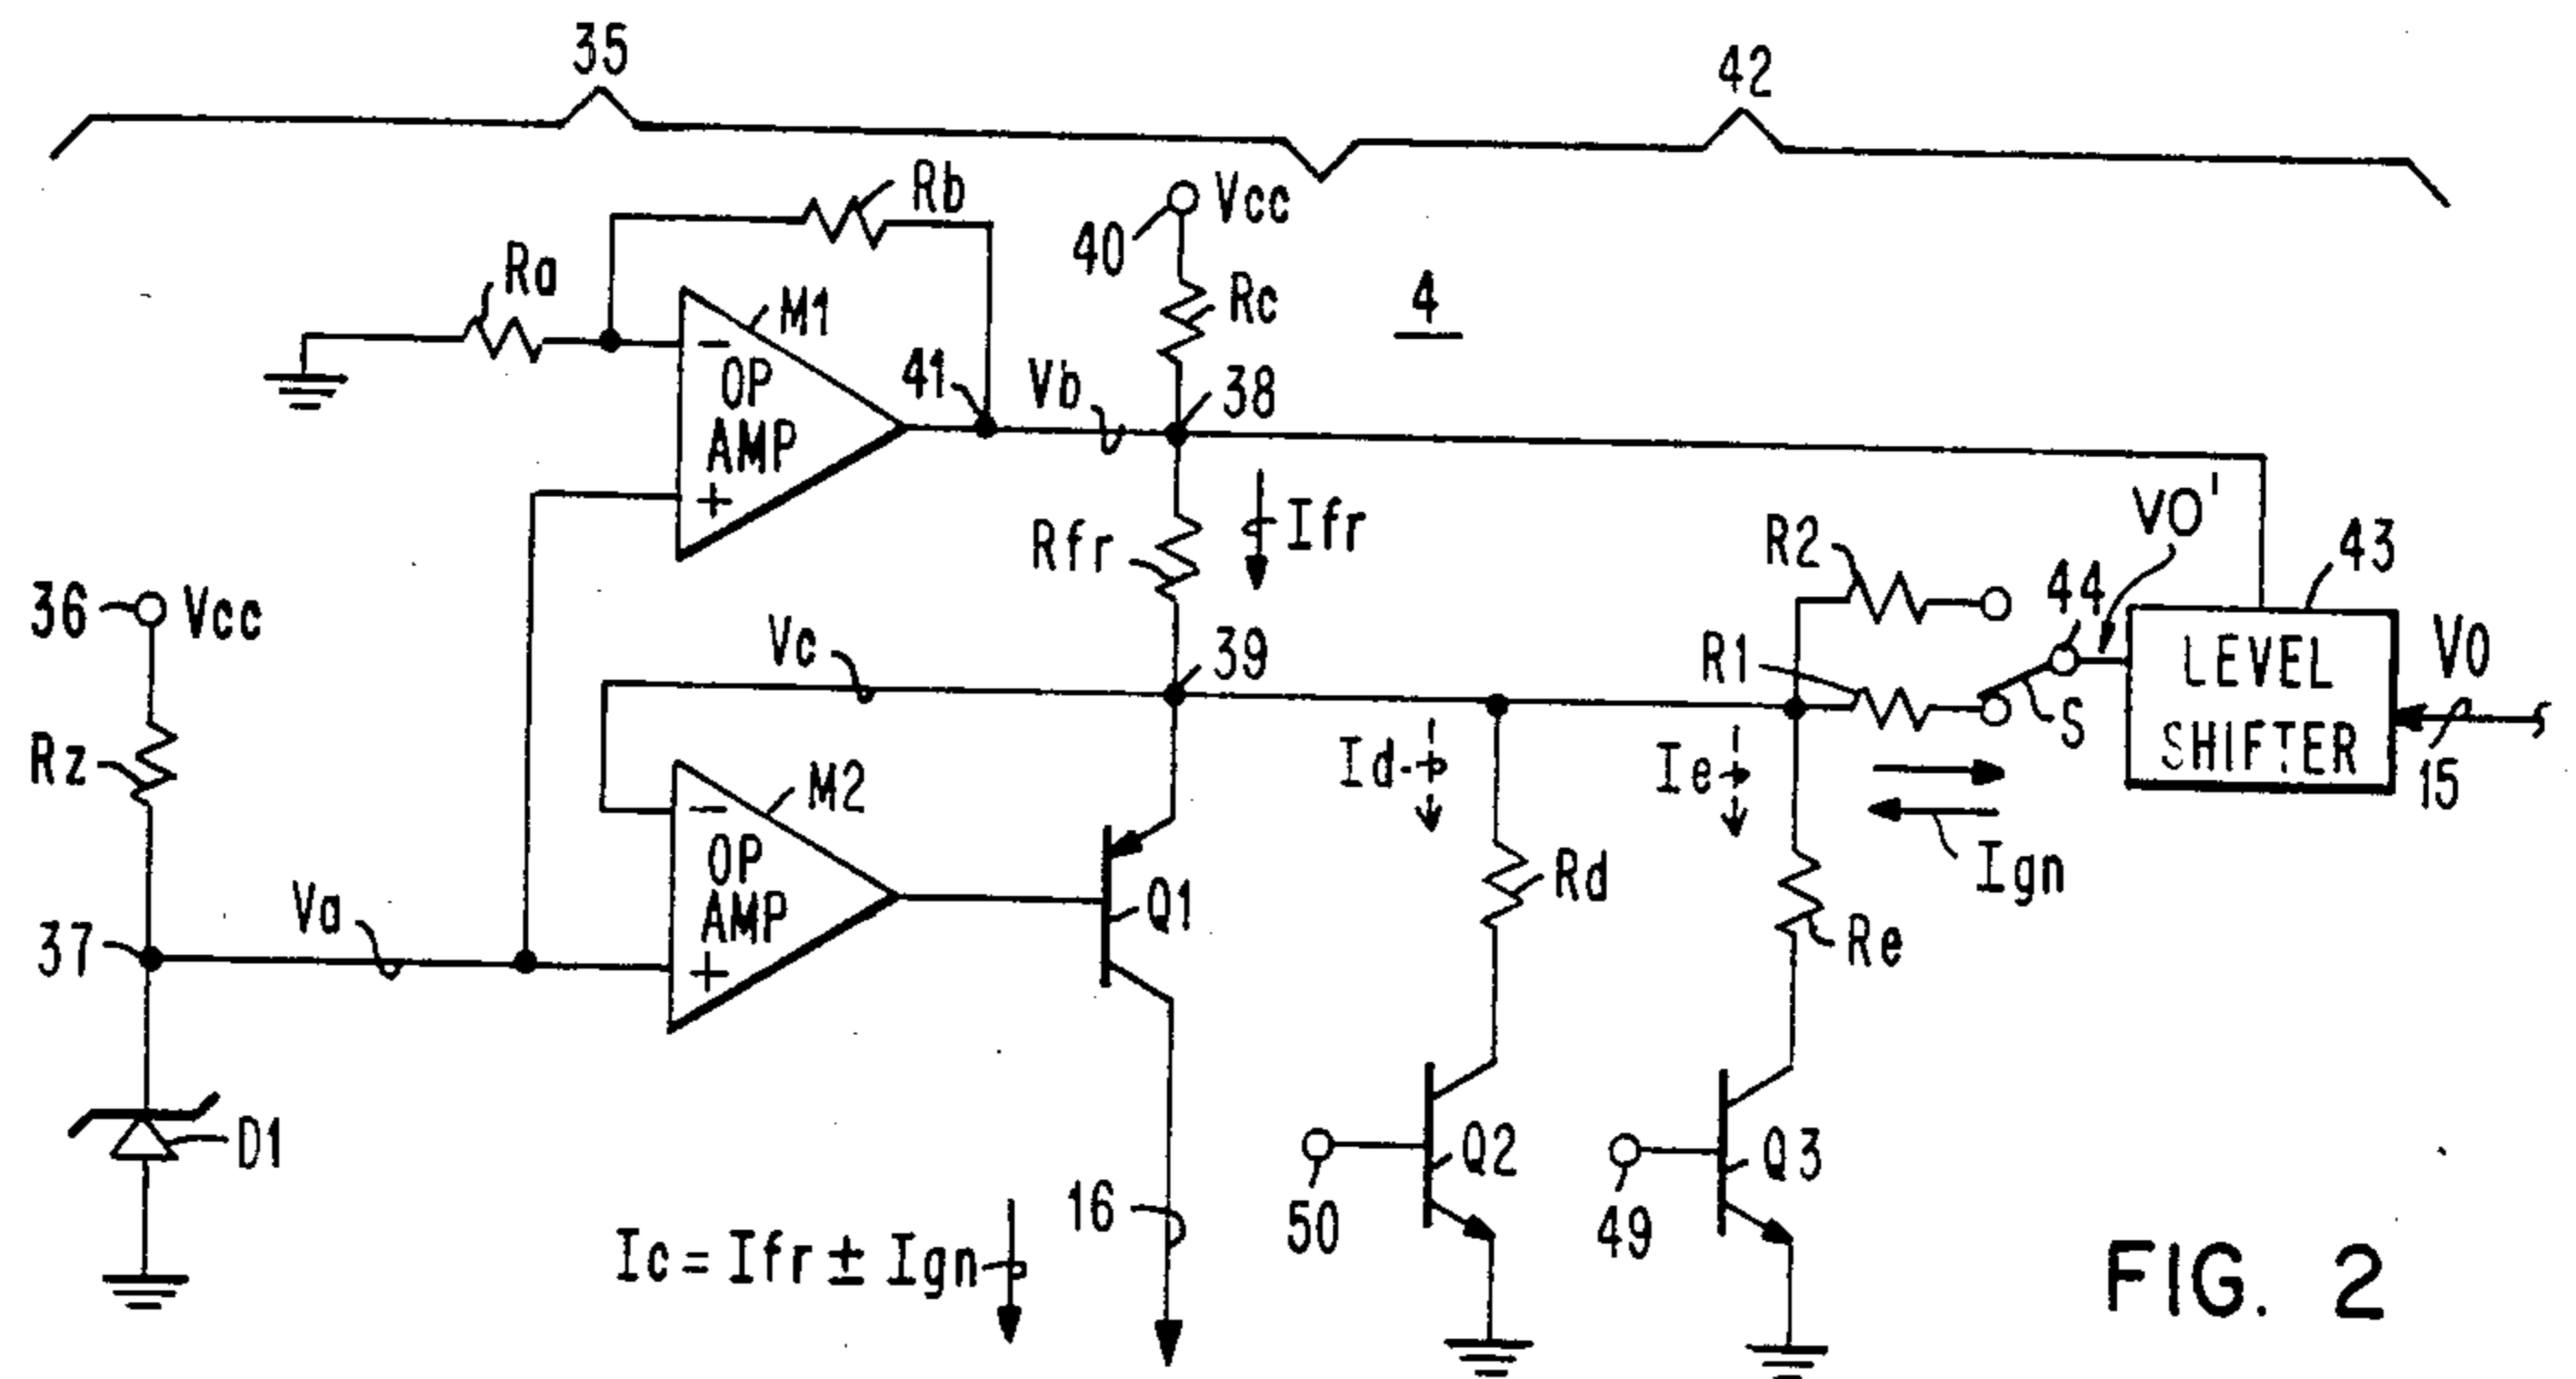 35
42
Rb
Vcc
40
Ra
Rc
4
M1
-
OP
AMP
+
41
Vb
38
Rfr
Ifr
R2
44
VO'
43
36
Vcc
Vc
39
R1
S
LEVEL
SHIFTER
VO
15
Rz
M2
-
OP
AMP
+
Id
Ie
Ign
Va
37
Q1
Rd
Re
D1
50
Q2
49
Q3
16
Ic = Ifr ± Ign
FIG. 2